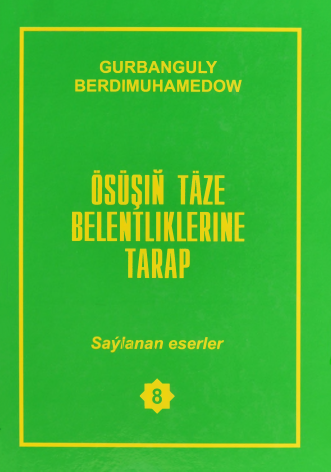 GURBANGULY
BERDIMUHAMEDOW
ÖSÜŞIŇ TÄZE
BELENTLIKLERINE
TARAP
Saýlanan eserler
8